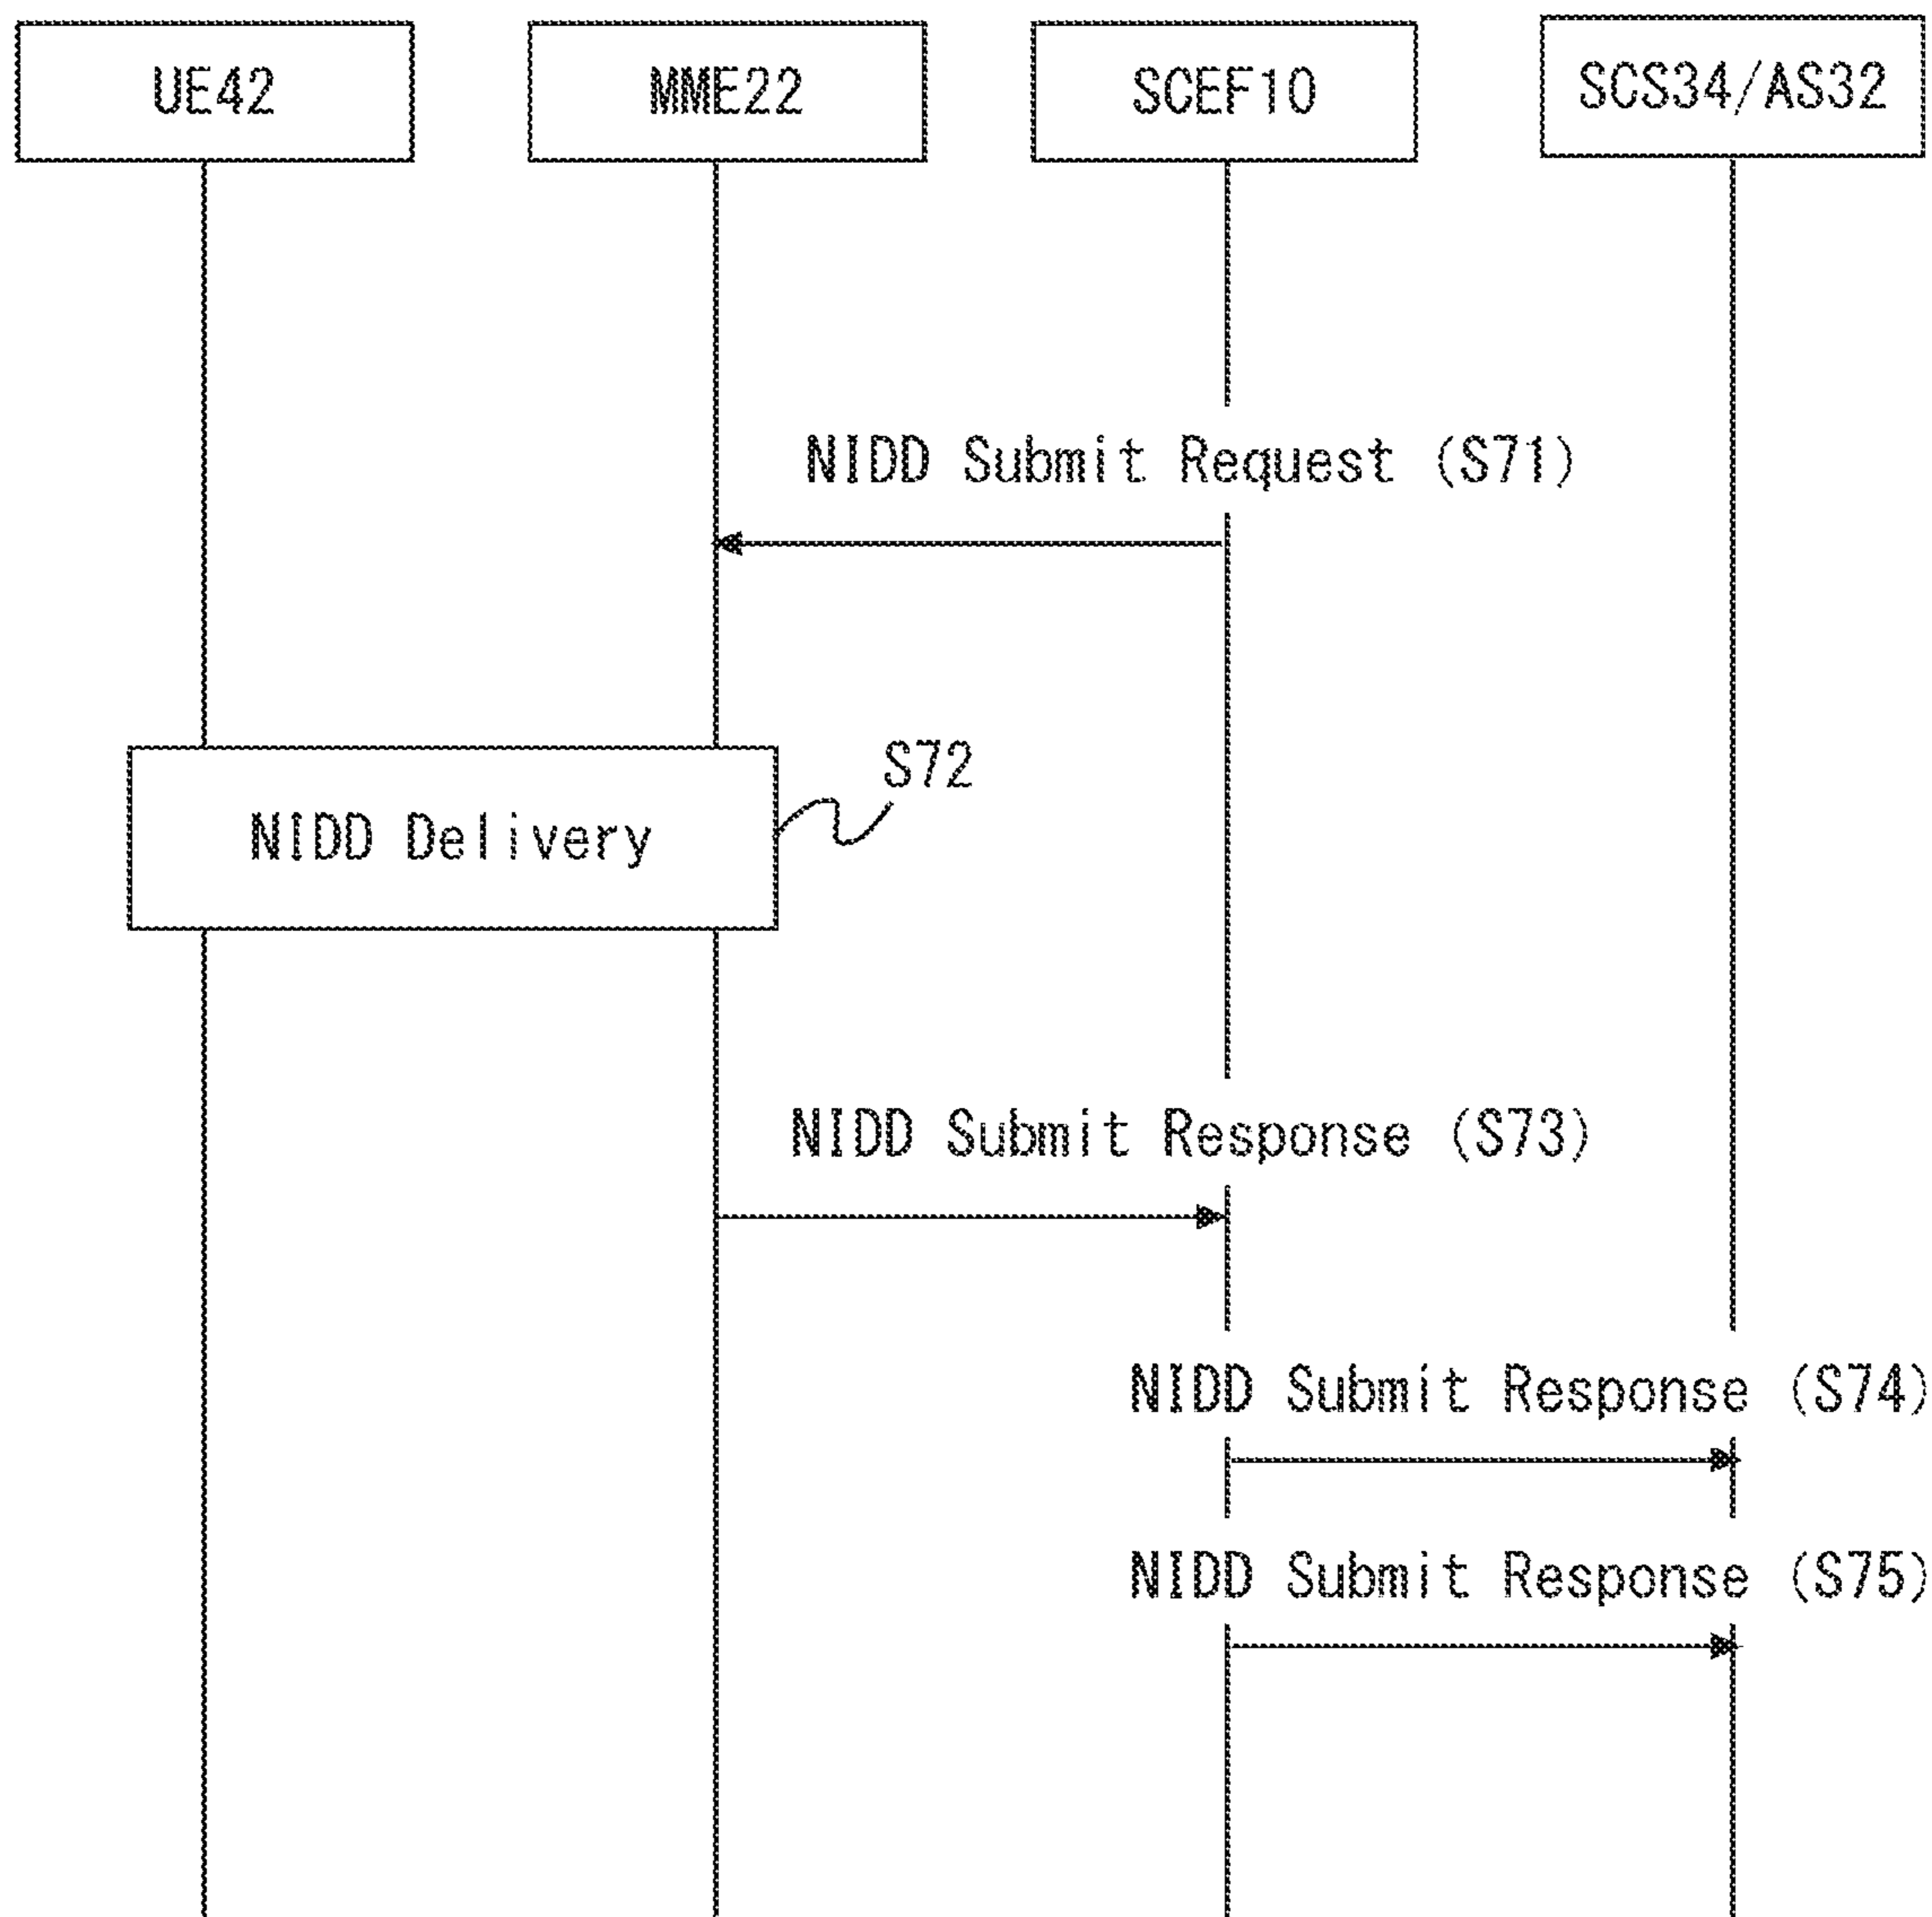 UE42
MME22
SCEF10
SCS34/AS32
NIDD Submit Request (S71)
S72
NIDD Delivery
NIDD Submit Response (S73)
NIDD Submit Response (S74)
NIDD Submit Response (S75)